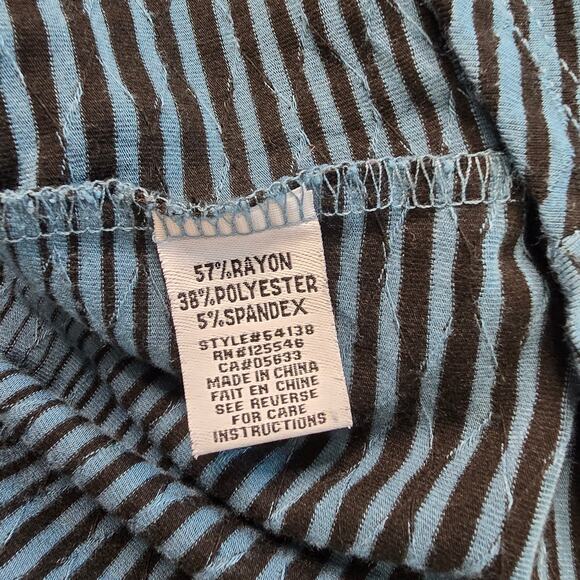 57%RAYON
38%POLYESTER
5%SPANDEX
STYLE#64138
RN#125546
CA#05633
MADE IN CHINA
FAIT EN CHINE
SEE REVERSE
FOR CARE
INSTRUCTIONS